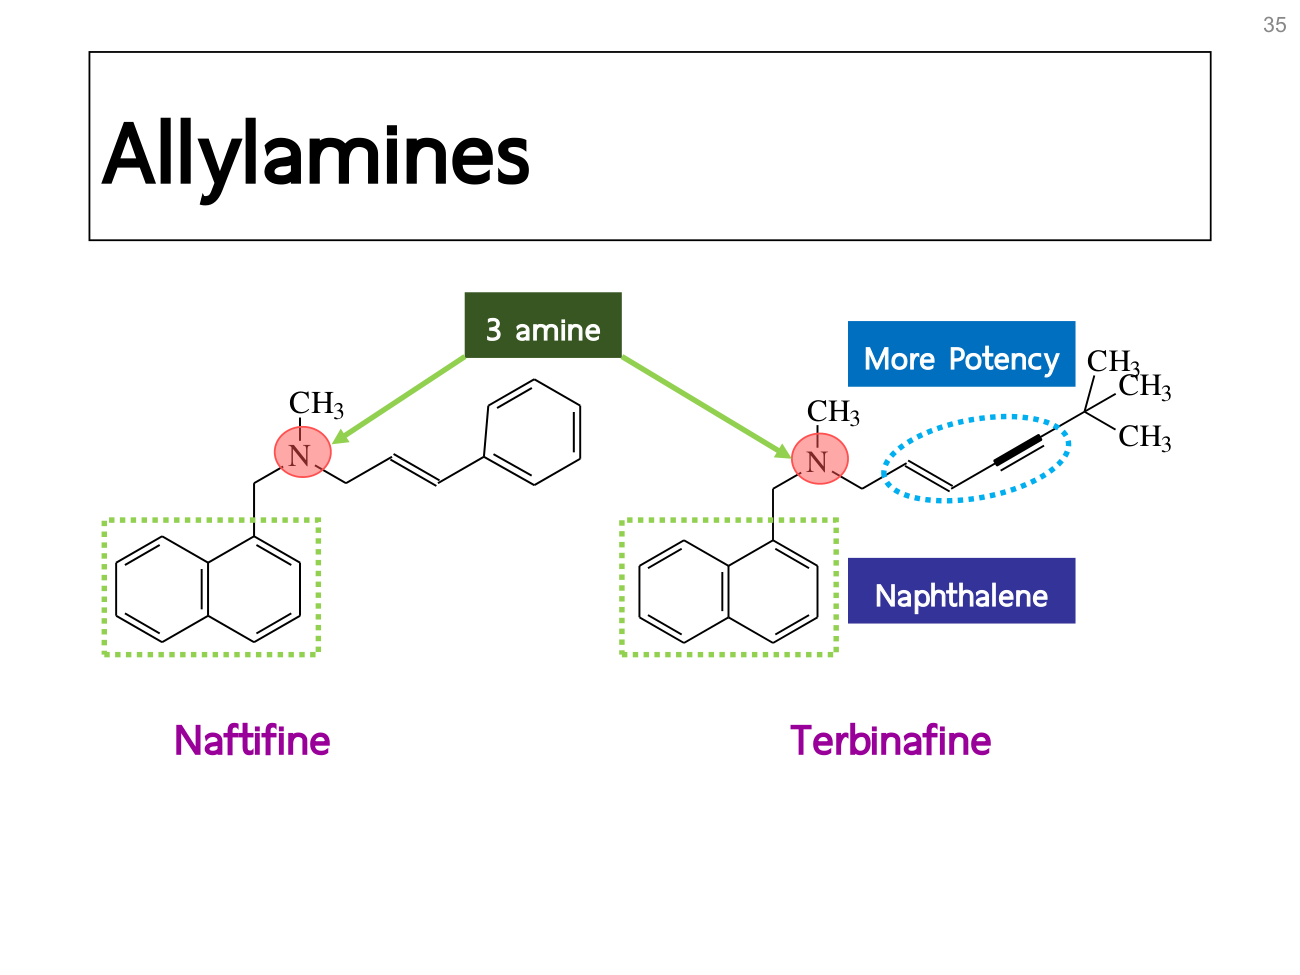 35
Allylamines
3 amine
More Potency
CH3
CH3
CH3
N
CH3
CH3
N
Naphthalene
Naftifine
Terbinafine